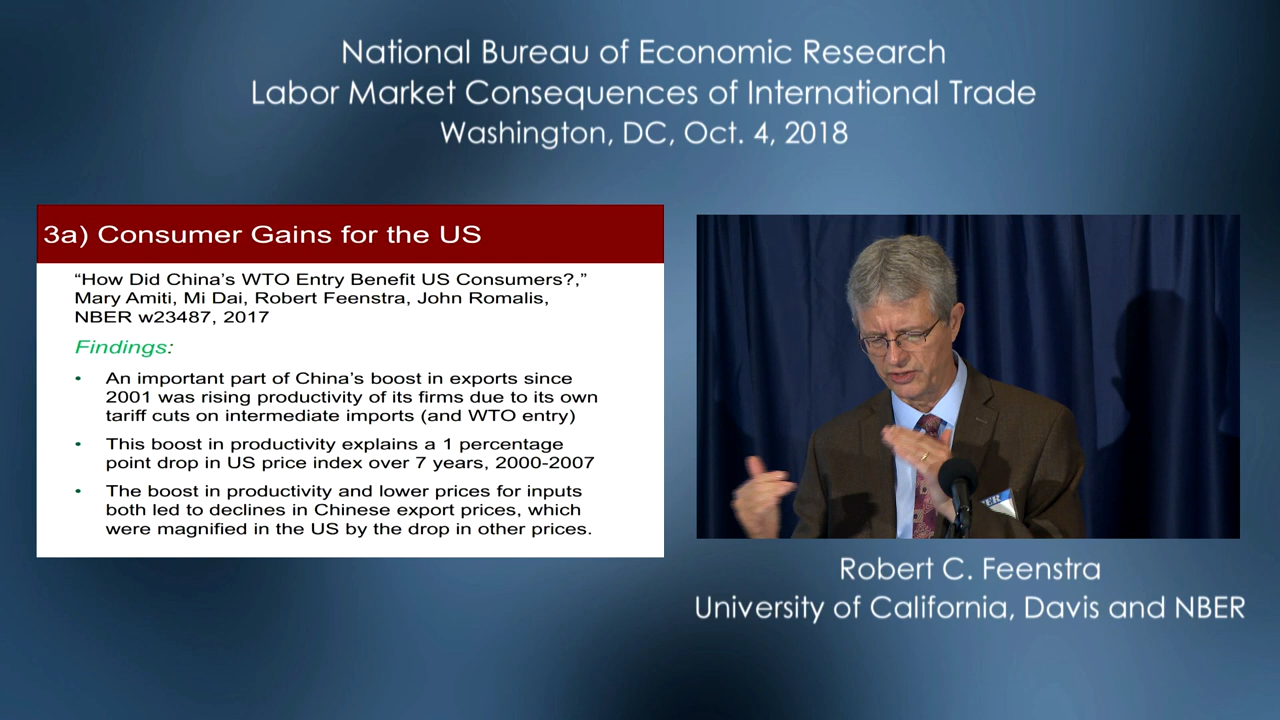 National Bureau of Economic Research
Labor Market Consequences of International Trade
Washington, DC, Oct. 4, 2018
3a) Consumer Gains for the US
“How Did China’s WTO Entry Benefit US Consumers?,”
Mary Amiti, Mi Dai, Robert Feenstra, John Romalis,
NBER w23487, 2017
Findings:
• An important part of China’s boost in exports since
2001 was rising productivity of its firms due to its own
tariff cuts on intermediate imports (and WTO entry)
• This boost in productivity explains a 1 percentage
point drop in US price index over 7 years, 2000-2007
• The boost in productivity and lower prices for inputs
both led to declines in Chinese export prices, which
were magnified in the US by the drop in other prices.
Robert C. Feenstra
University of California, Davis and NBER